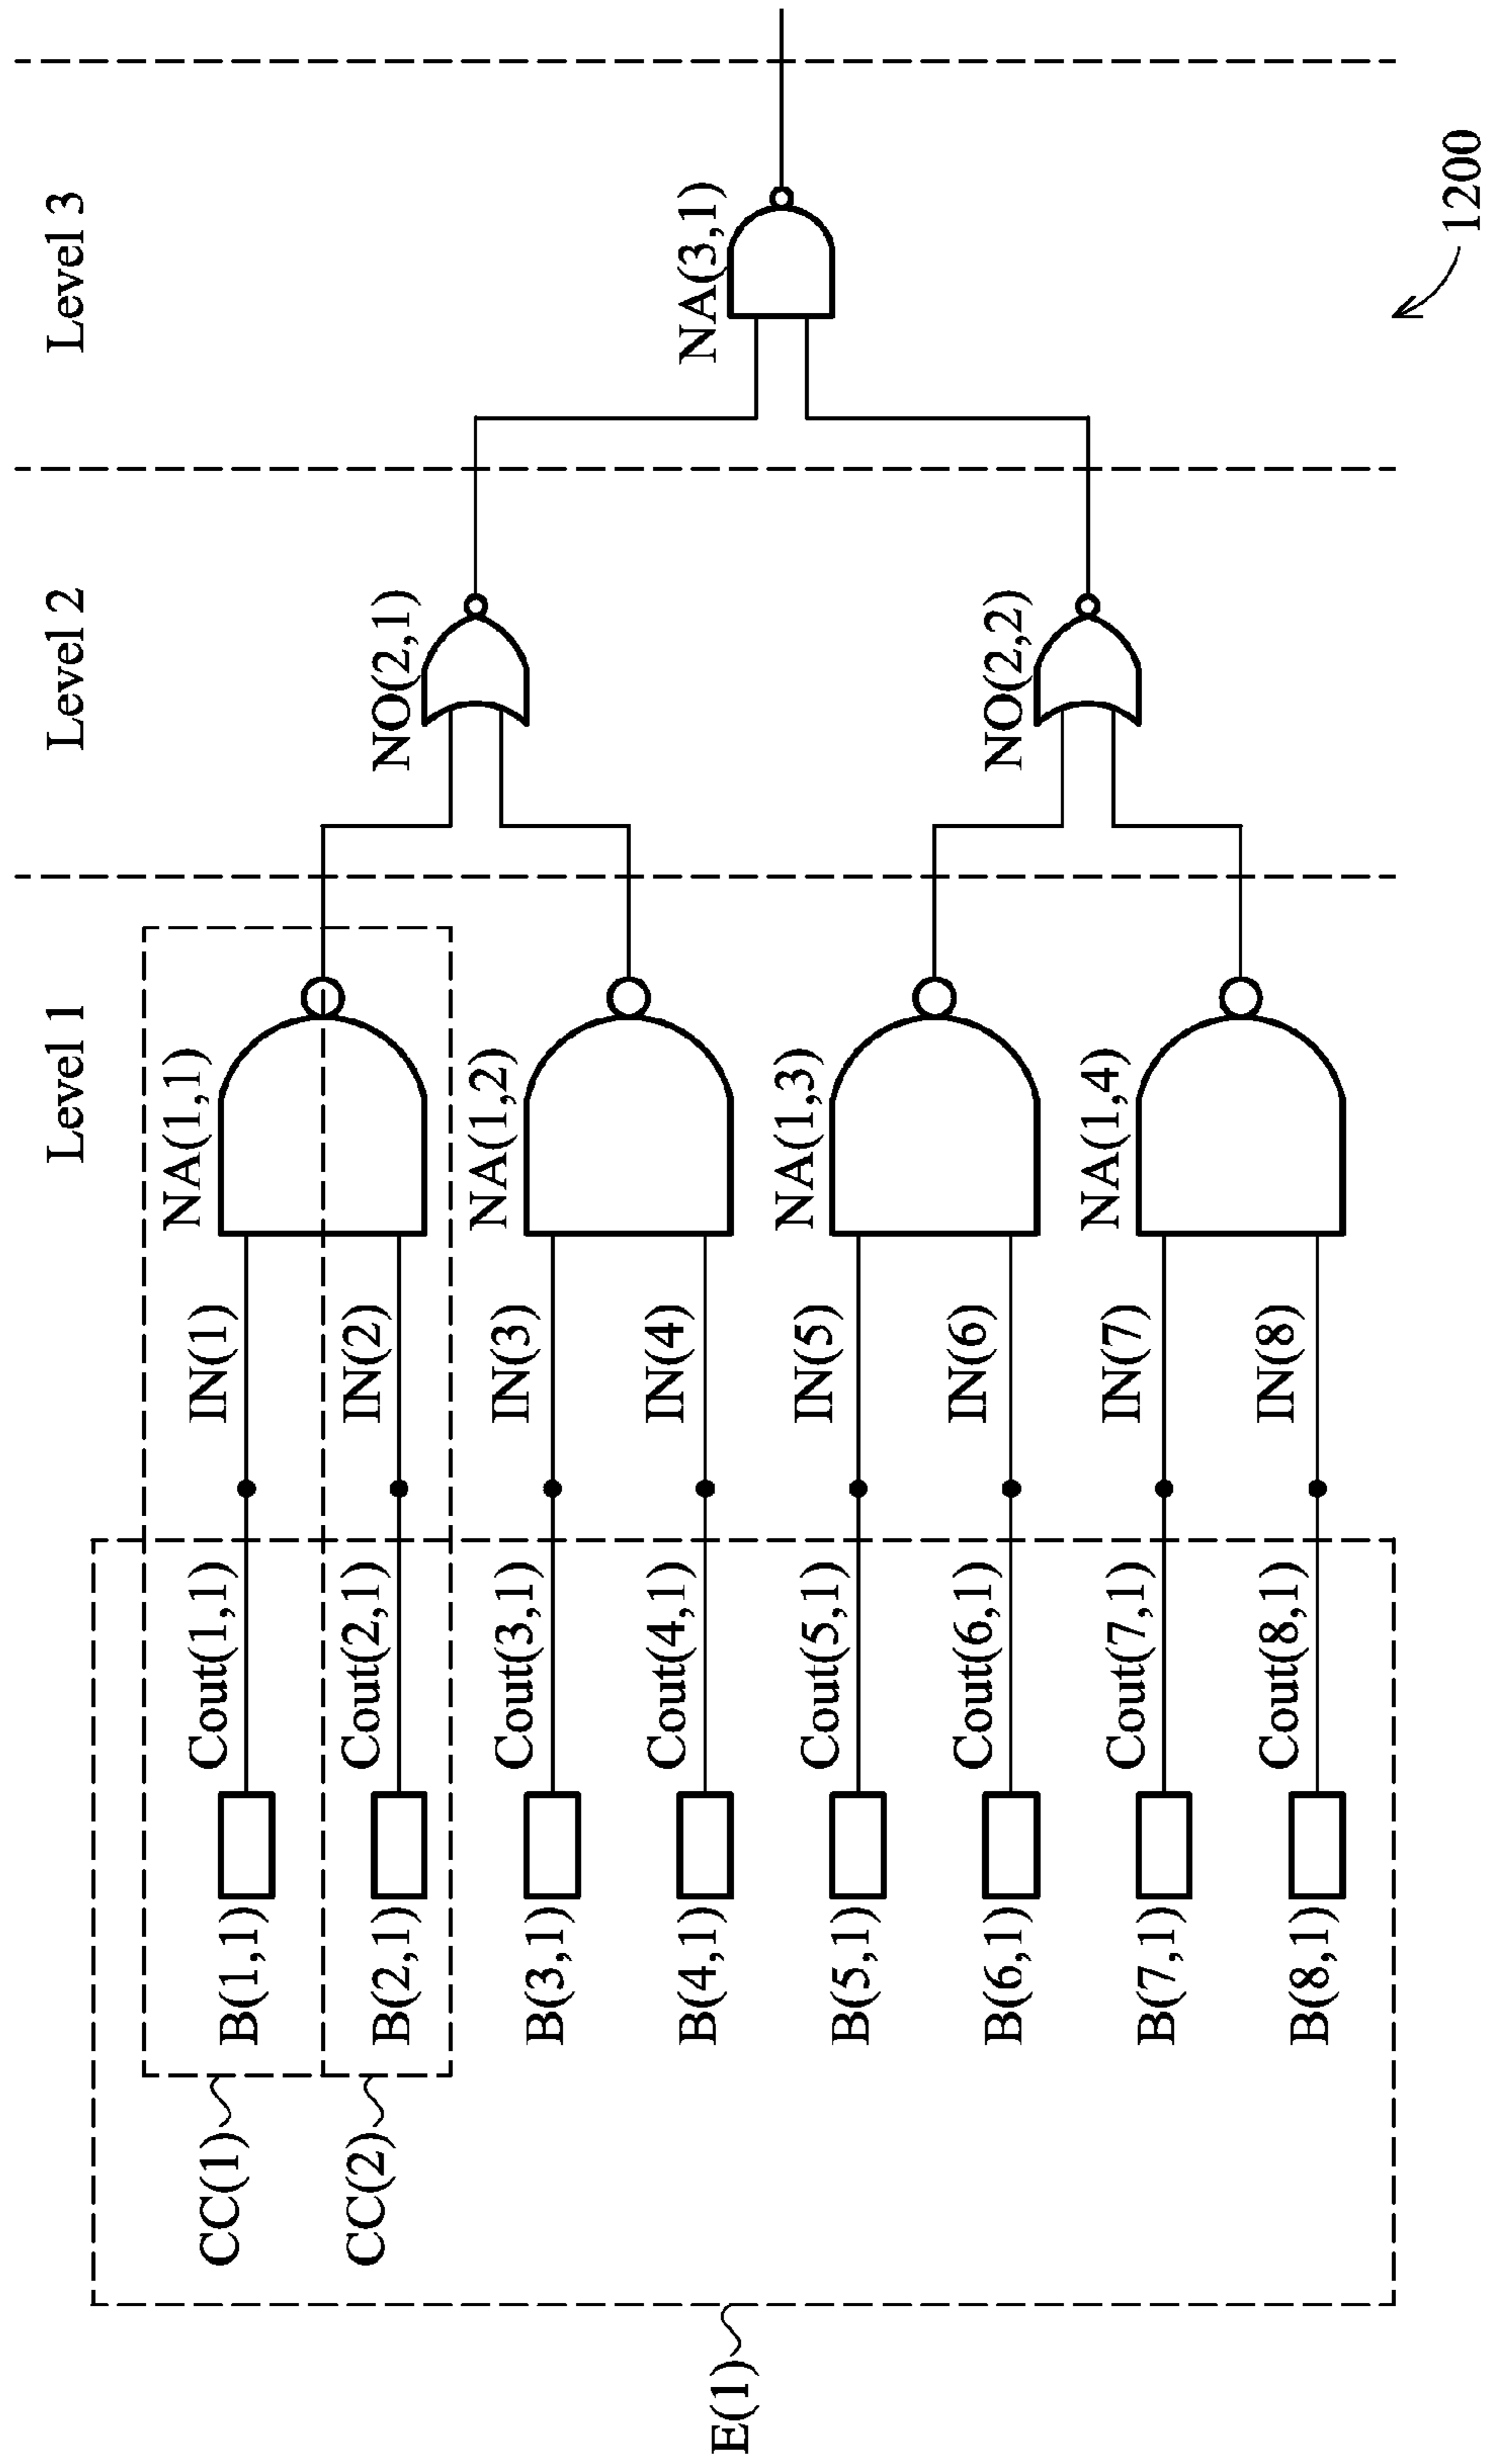 Level 1
Level 2
Level 3
CC(1)
B(1,1)
Cout(1,1)
IN(1)
NA(1,1)
CC(2)
B(2,1)
Cout(2,1)
IN(2)
NO(2,1)
B(3,1)
Cout(3,1)
IN(3)
NA(1,2)
B(4,1)
Cout(4,1)
IN(4)
NA(3,1)
E(1)
B(5,1)
Cout(5,1)
IN(5)
NA(1,3)
B(6,1)
Cout(6,1)
IN(6)
NO(2,2)
B(7,1)
Cout(7,1)
IN(7)
NA(1,4)
B(8,1)
Cout(8,1)
IN(8)
1200